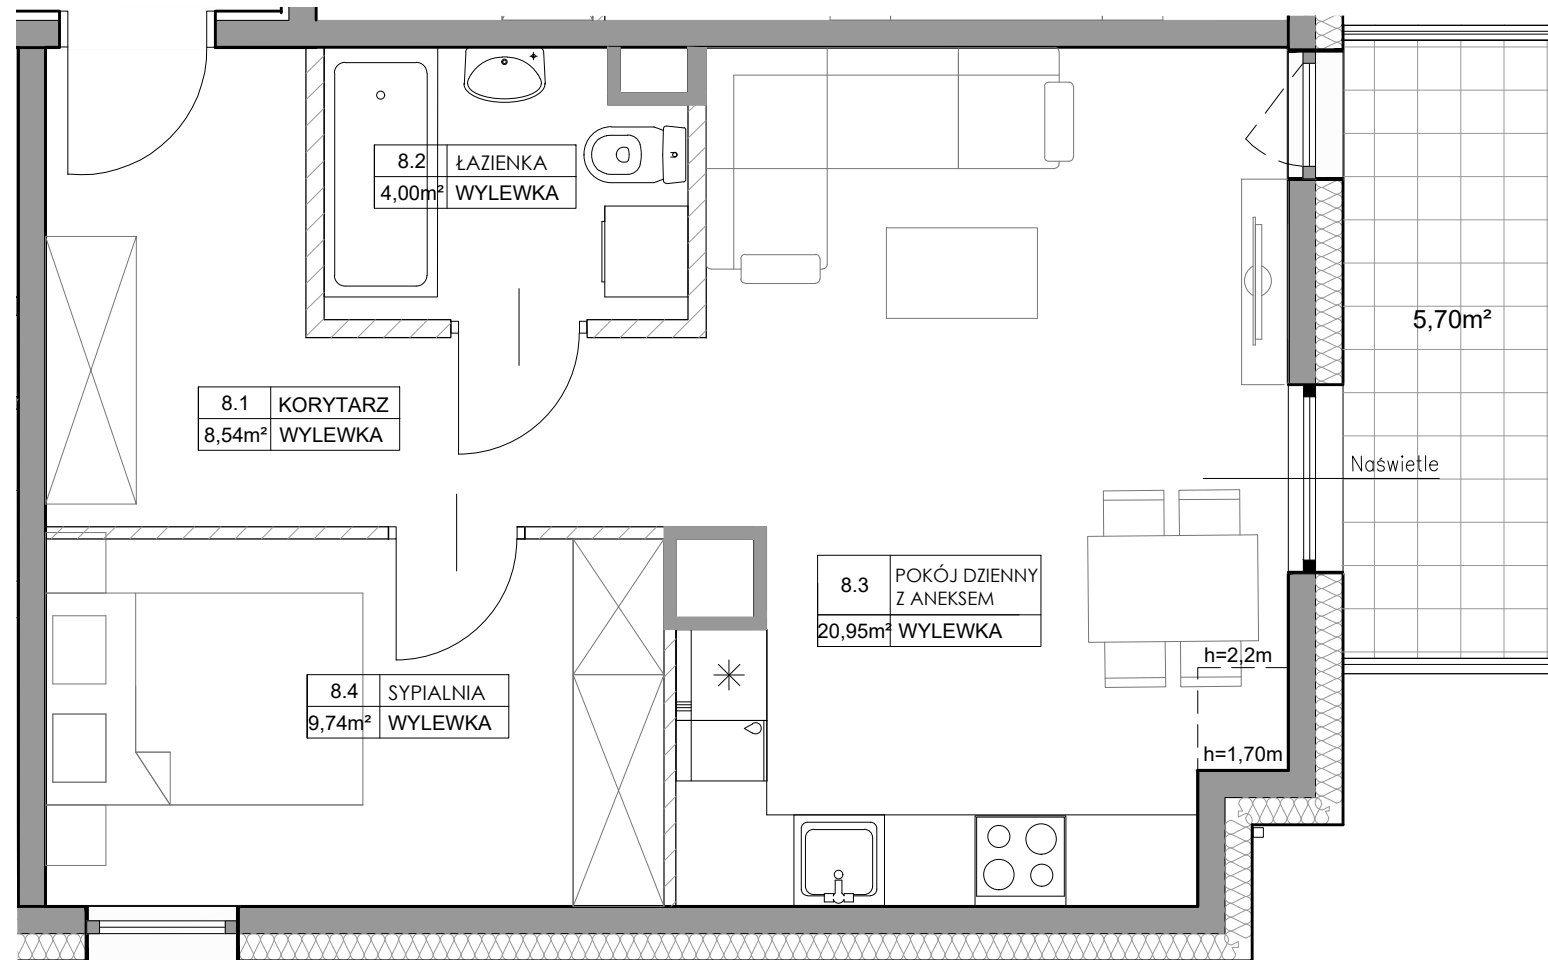 8.2 ŁAZIENKA
4,00m² WYLEWKA
5,70m²
8.1 KORYTARZ
8,54m² WYLEWKA
Naświetle
8.3 POKÓJ DZIENNY
Z ANEKSEM
20,95m² WYLEWKA
h=2,2m
8.4 SYPIALNIA
9,74m² WYLEWKA
h=1,70m